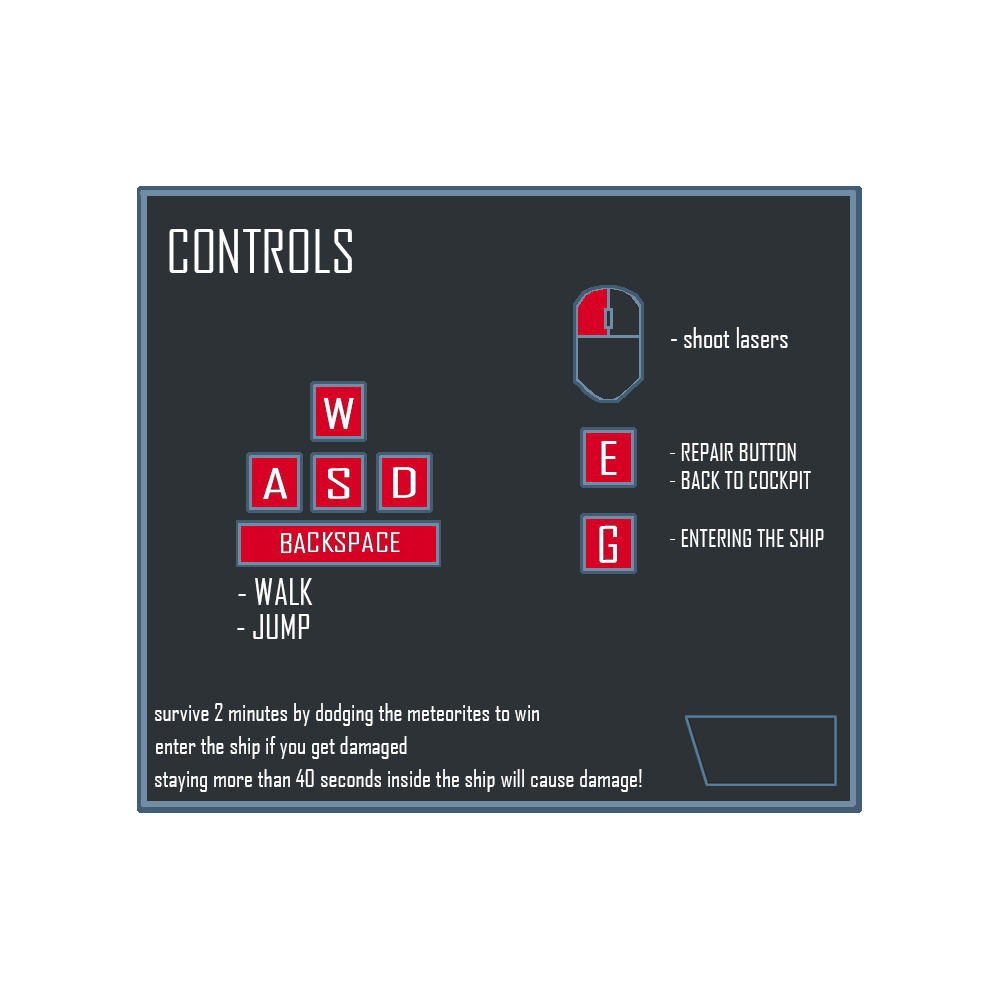 CONTROLS
W
A S D
BACKSPACE
- WALK
- JUMP
- shoot lasers
E
- REPAIR BUTTON
- BACK TO COCKPIT
G
- ENTERING THE SHIP
survive 2 minutes by dodging the meteorites to win
enter the ship if you get damaged
staying more than 40 seconds inside the ship will cause damage!